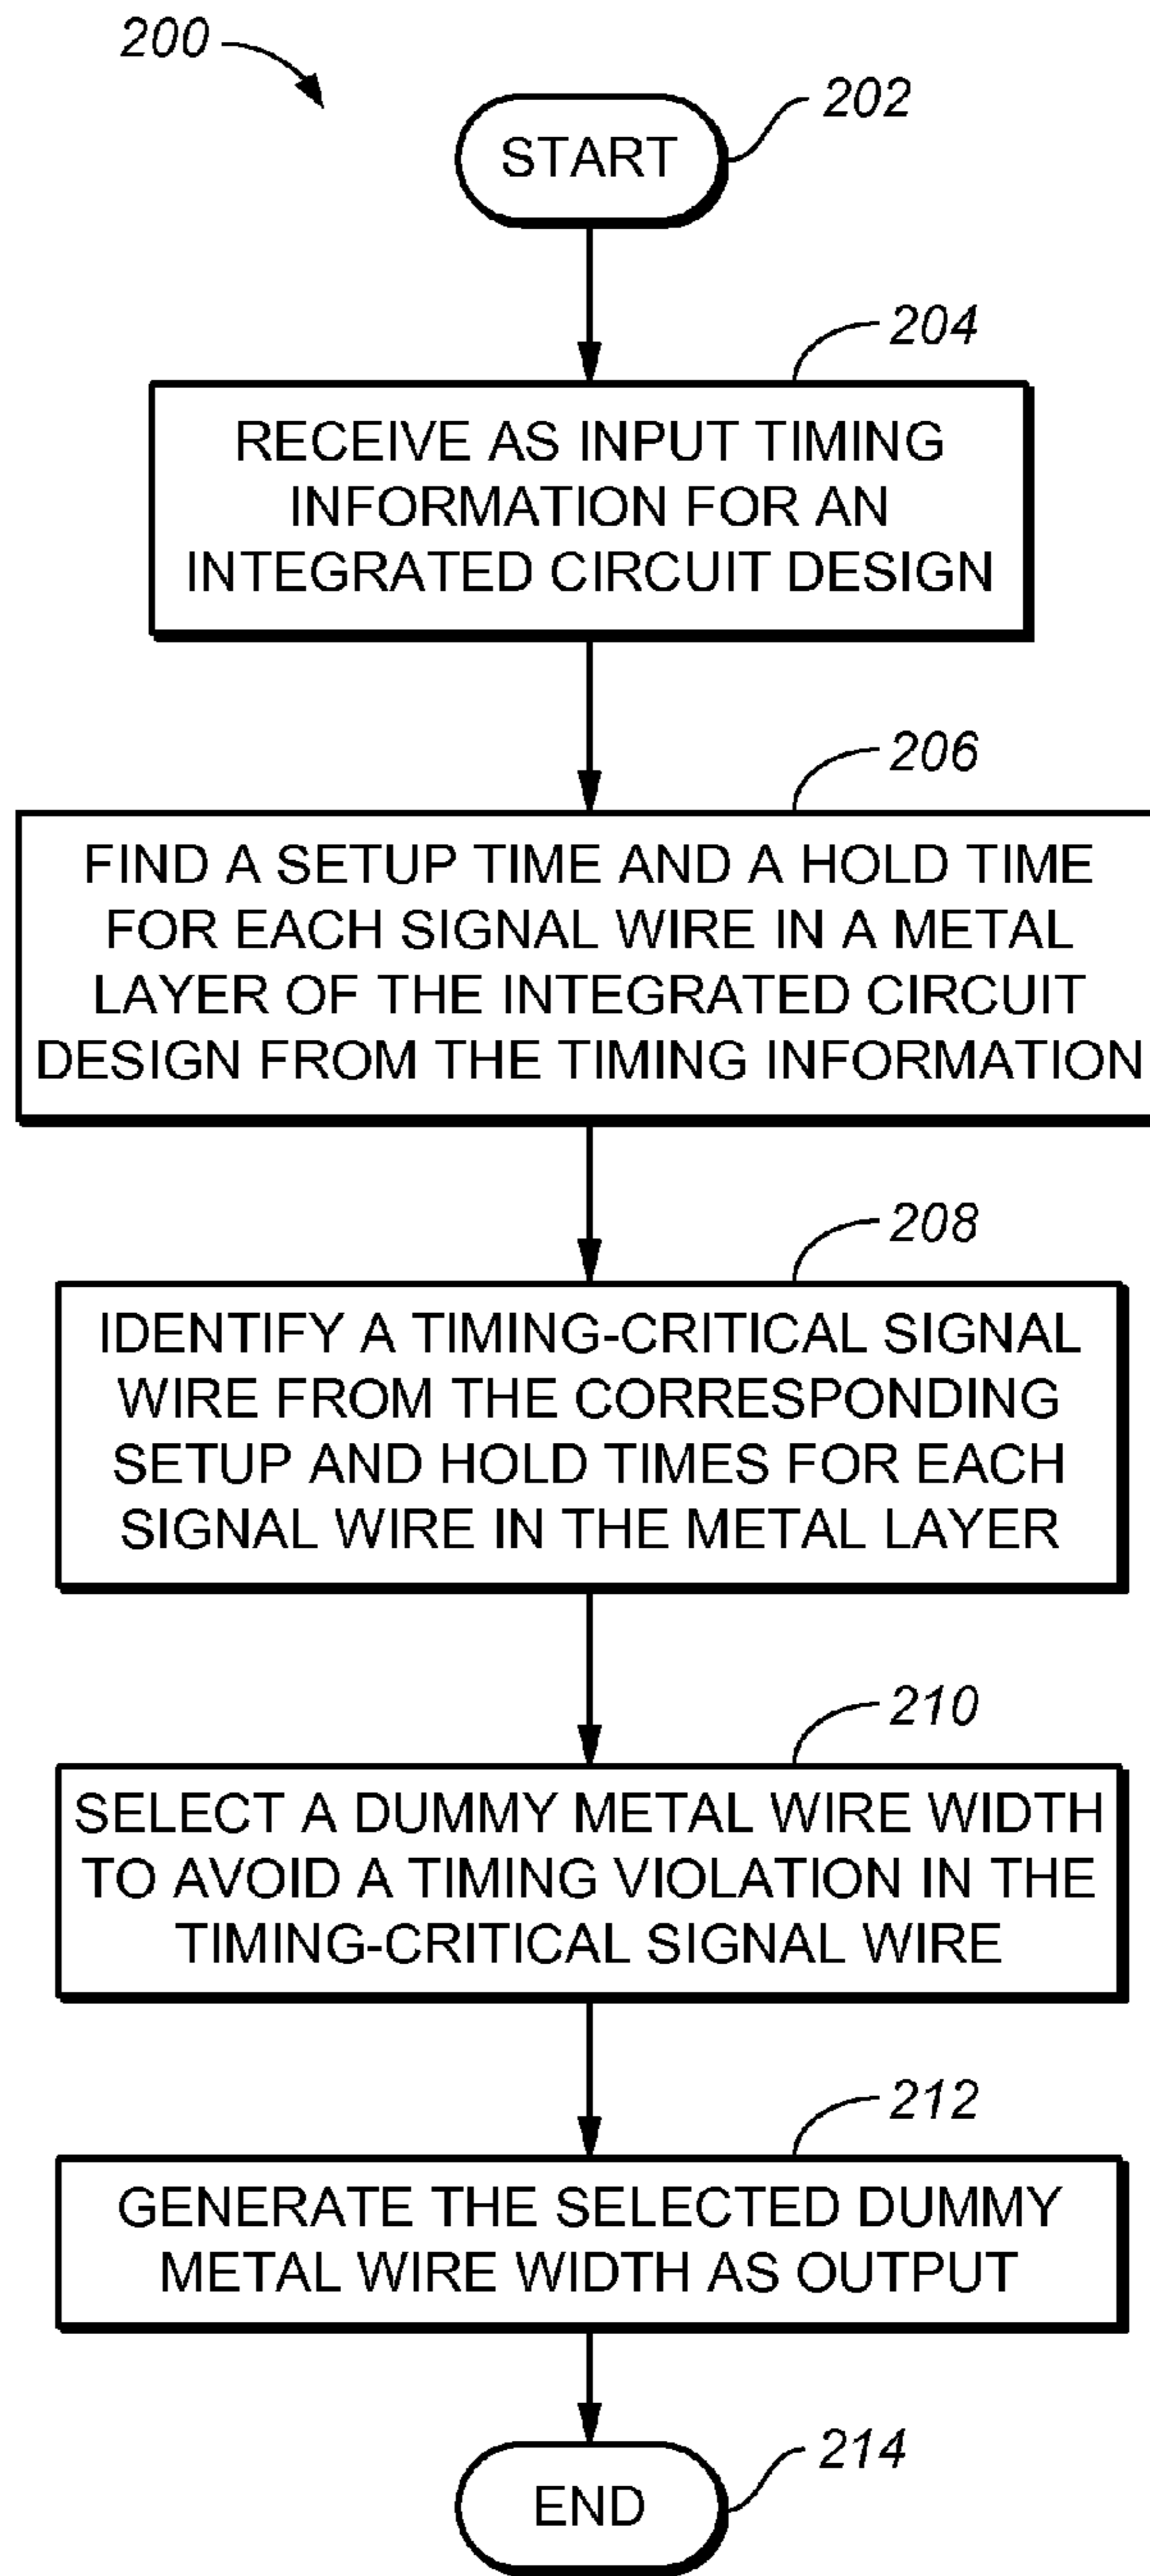 200
202
START
204
RECEIVE AS INPUT TIMING
INFORMATION FOR AN
INTEGRATED CIRCUIT DESIGN
206
FIND A SETUP TIME AND A HOLD TIME
FOR EACH SIGNAL WIRE IN A METAL
LAYER OF THE INTEGRATED CIRCUIT
DESIGN FROM THE TIMING INFORMATION
208
IDENTIFY A TIMING-CRITICAL SIGNAL
WIRE FROM THE CORRESPONDING
SETUP AND HOLD TIMES FOR EACH
SIGNAL WIRE IN THE METAL LAYER
210
SELECT A DUMMY METAL WIRE WIDTH
TO AVOID A TIMING VIOLATION IN THE
TIMING-CRITICAL SIGNAL WIRE
212
GENERATE THE SELECTED DUMMY
METAL WIRE WIDTH AS OUTPUT
214
END